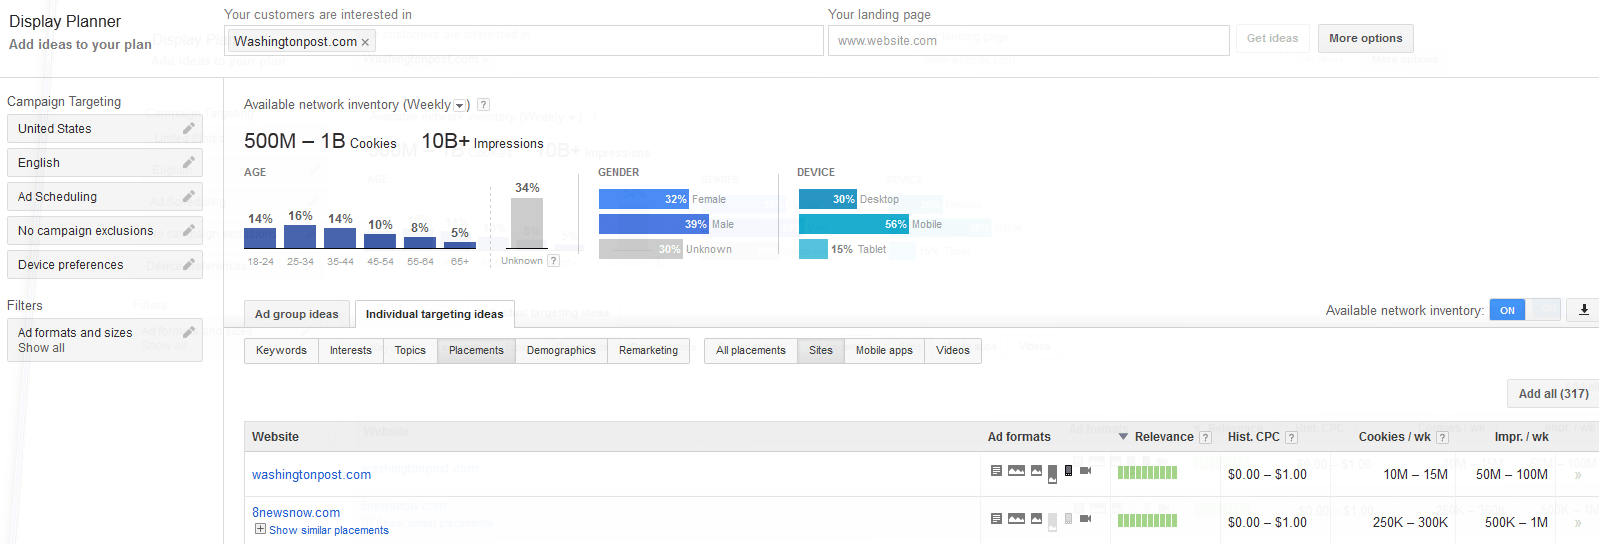 Display Planner
Add ideas to your plan
Your customers are interested in
Washingtonpost.com ×
Your landing page
www.website.com
Get ideas
More options
Campaign Targeting
United States
English
Ad Scheduling
No campaign exclusions
Device preferences
Filters
Ad formats and sizes
Show all
Available network inventory (Weekly ) ?
500M – 1B Cookies 10B+ Impressions
AGE
14% 16% 14% 10% 8% 5% 34%
18-24 25-34 35-44 45-54 55-64 65+ Unknown ?
GENDER
32% Female
39% Male
30% Unknown
DEVICE
30% Desktop
56% Mobile
15% Tablet
Ad group ideas Individual targeting ideas
Available network inventory: ON
Keywords Interests Topics Placements Demographics Remarketing All placements Sites Mobile apps Videos
Add all (317)
Website Ad formats Relevance ? Hist. CPC ? Cookies / wk ? Impr. / wk
washingtonpost.com $0.00 – $1.00 10M – 15M 50M – 100M »
8newsnow.com $0.00 – $1.00 250K – 300K 500K – 1M »
Show similar placements